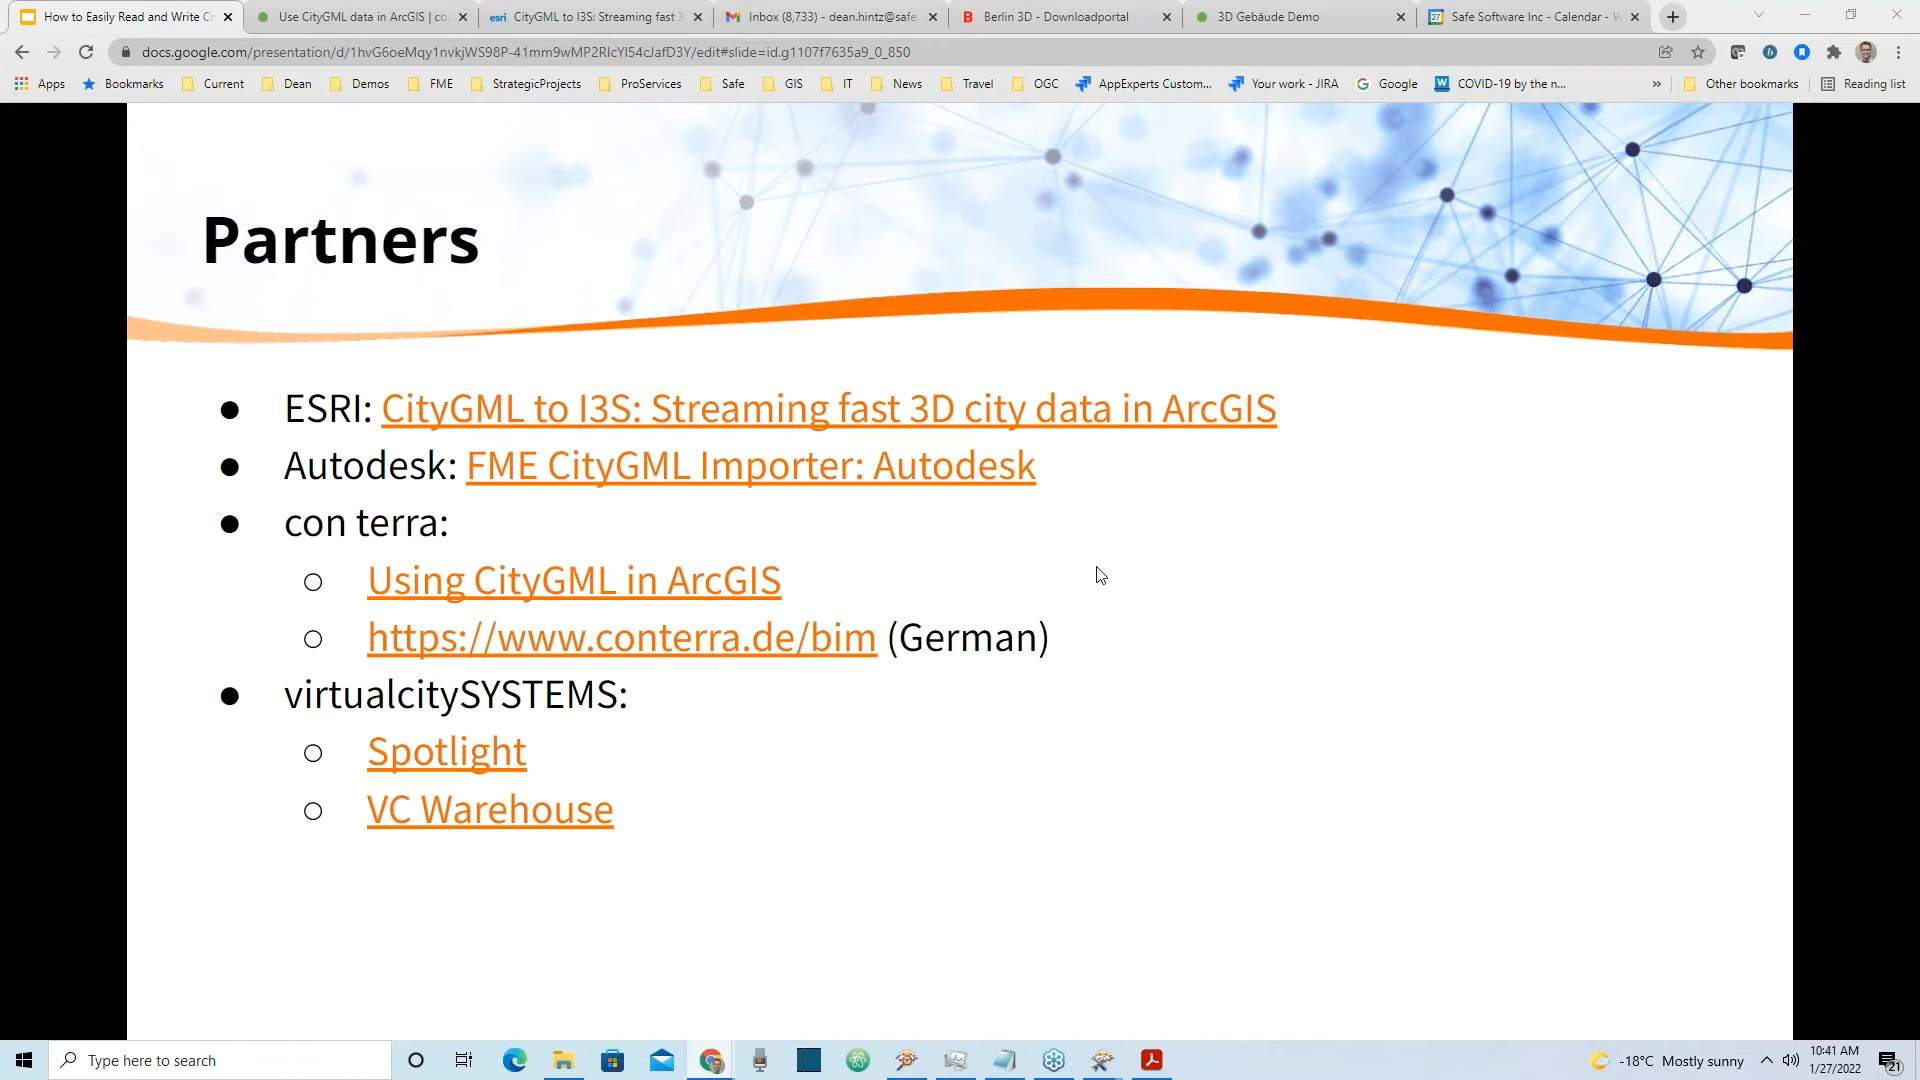 How to Easily Read and Write Ci
Use CityGML data in ArcGIS | co
esri CityGML to I3S: Streaming fast 3
Inbox (8,733) - dean.hintz@safe
B Berlin 3D - Downloadportal
3D Gebäude Demo
27 Safe Software Inc - Calendar - W
docs.google.com/presentation/d/1hvG6oeMqy1nvkjWS98P-41mm9wMP2RlcYl54cJafD3Y/edit#slide=id.g1107f7635a9_0_850
Apps Bookmarks Current Dean Demos FME StrategicProjects ProServices Safe GIS IT News Travel OGC AppExperts Custom... Your work - JIRA Google COVID-19 by the n... » Other bookmarks Reading list
Partners
● ESRI: CityGML to I3S: Streaming fast 3D city data in ArcGIS
● Autodesk: FME CityGML Importer: Autodesk
● con terra:
○ Using CityGML in ArcGIS
○ https://www.conterra.de/bim (German)
● virtualcitySYSTEMS:
○ Spotlight
○ VC Warehouse
Type here to search
-18°C Mostly sunny
10:41 AM
1/27/2022
21